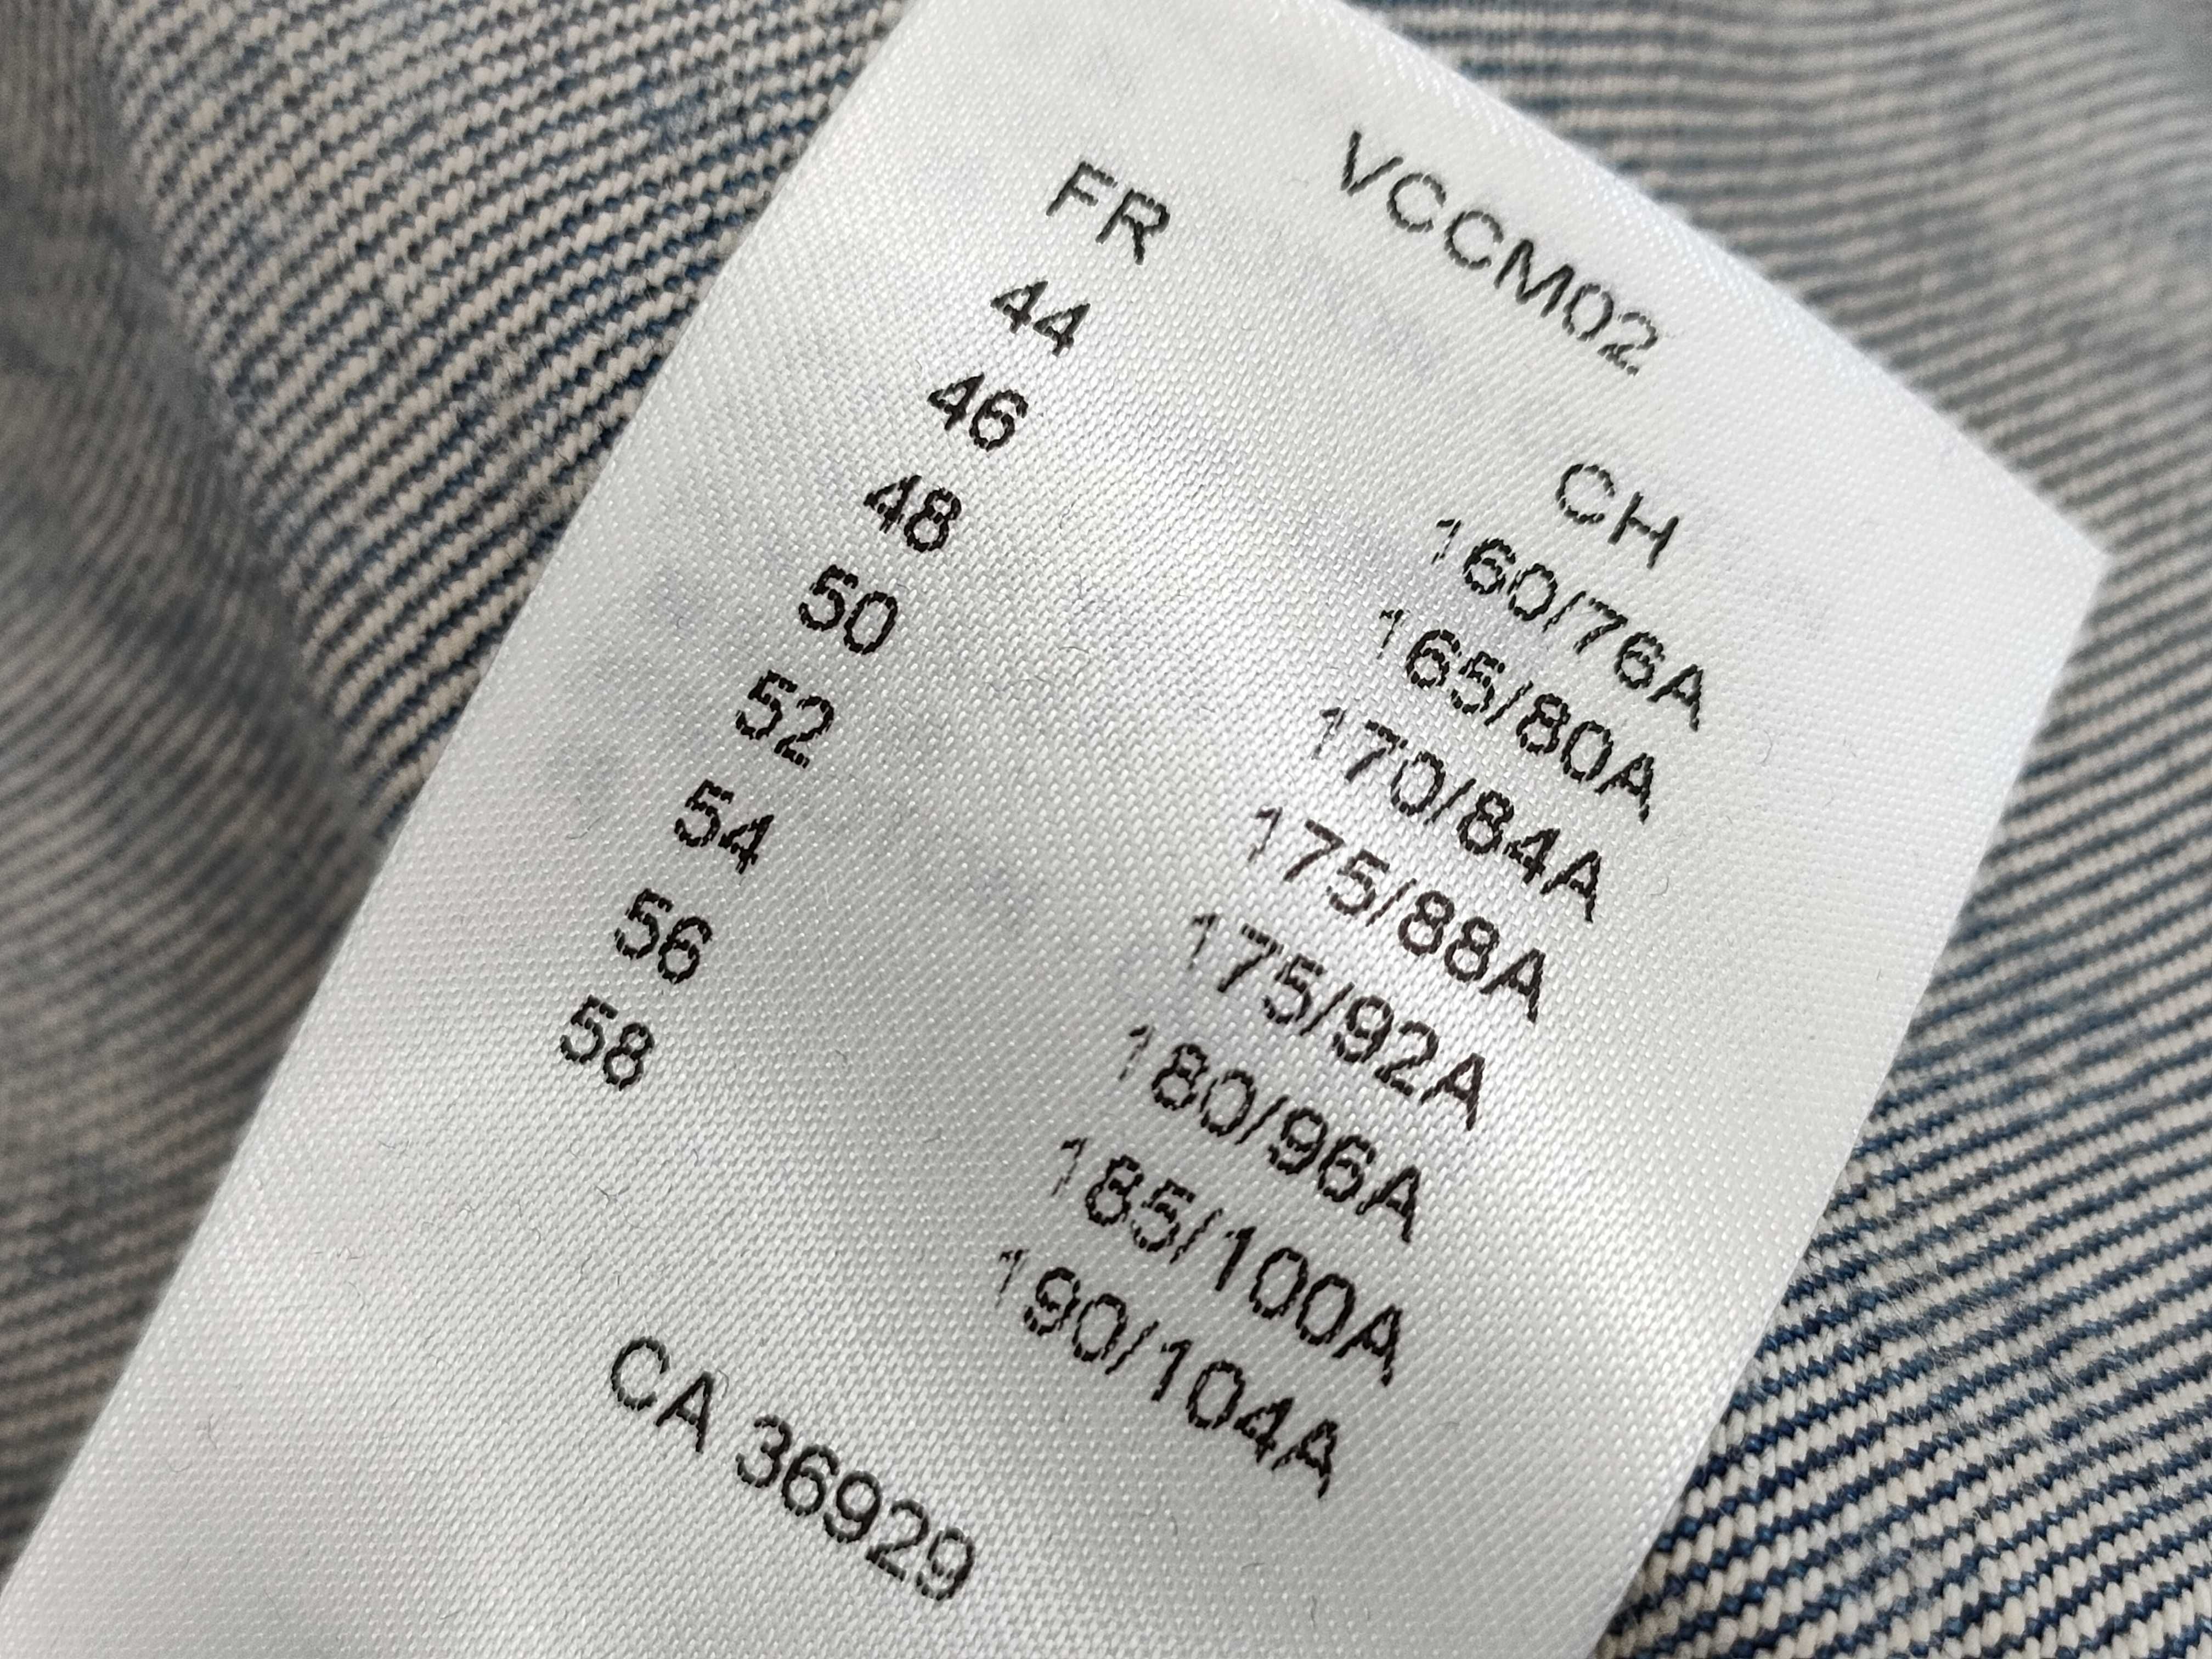 VCCM02
FR CH
44 160/76A
46 165/80A
48 170/84A
50 175/88A
52 175/92A
54 180/96A
56 185/100A
58 190/104A
CA 36929